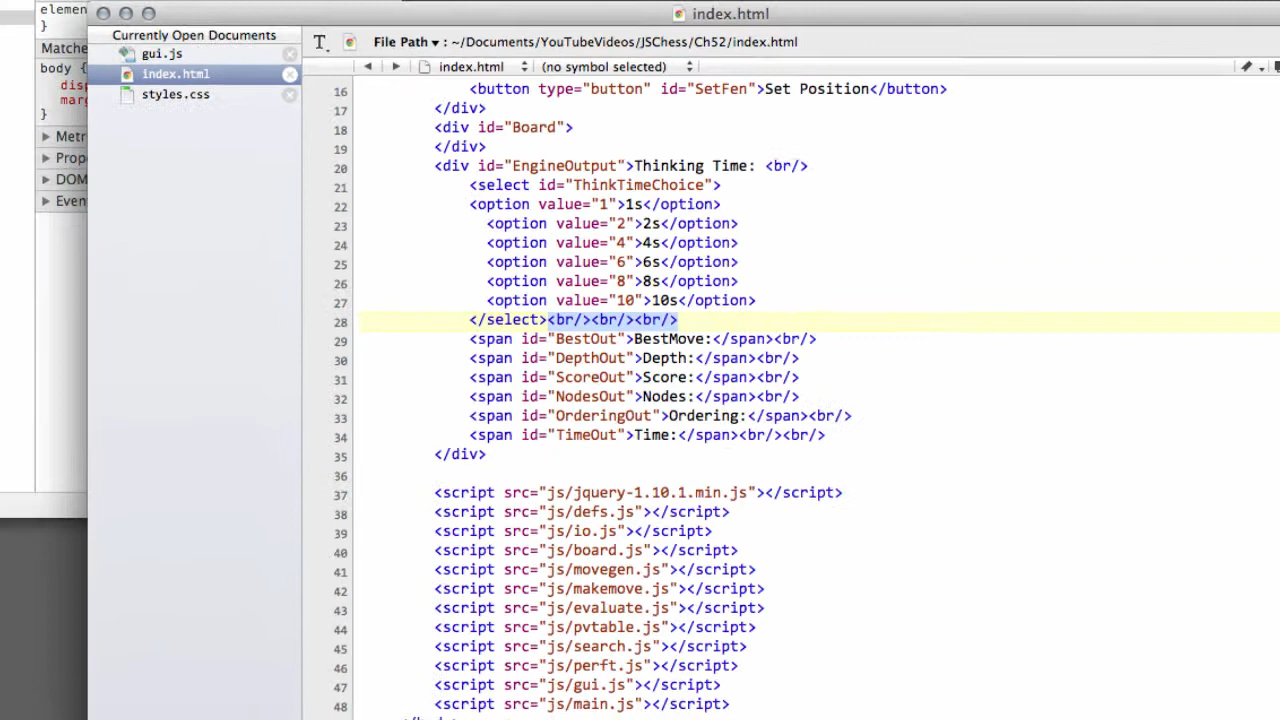 elemen
}
Matche
body {
disp
marg
}
Metr
Prop
DOM
Even
index.html
Currently Open Documents
gui.js
index.html
styles.css
File Path ▾ : ~/Documents/YouTubeVideos/JSChess/Ch52/index.html
index.html
(no symbol selected)
16 <button type="button" id="SetFen">Set Position</button>
17 </div>
18 <div id="Board">
19 </div>
20 <div id="EngineOutput">Thinking Time: <br/>
21 <select id="ThinkTimeChoice">
22 <option value="1">1s</option>
23 <option value="2">2s</option>
24 <option value="4">4s</option>
25 <option value="6">6s</option>
26 <option value="8">8s</option>
27 <option value="10">10s</option>
28 </select><br/><br/><br/>
29 <span id="BestOut">BestMove:</span><br/>
30 <span id="DepthOut">Depth:</span><br/>
31 <span id="ScoreOut">Score:</span><br/>
32 <span id="NodesOut">Nodes:</span><br/>
33 <span id="OrderingOut">Ordering:</span><br/>
34 <span id="TimeOut">Time:</span><br/><br/>
35 </div>
36
37 <script src="js/jquery-1.10.1.min.js"></script>
38 <script src="js/defs.js"></script>
39 <script src="js/io.js"></script>
40 <script src="js/board.js"></script>
41 <script src="js/movegen.js"></script>
42 <script src="js/makemove.js"></script>
43 <script src="js/evaluate.js"></script>
44 <script src="js/pvtable.js"></script>
45 <script src="js/search.js"></script>
46 <script src="js/perft.js"></script>
47 <script src="js/gui.js"></script>
48 <script src="js/main.js"></script>